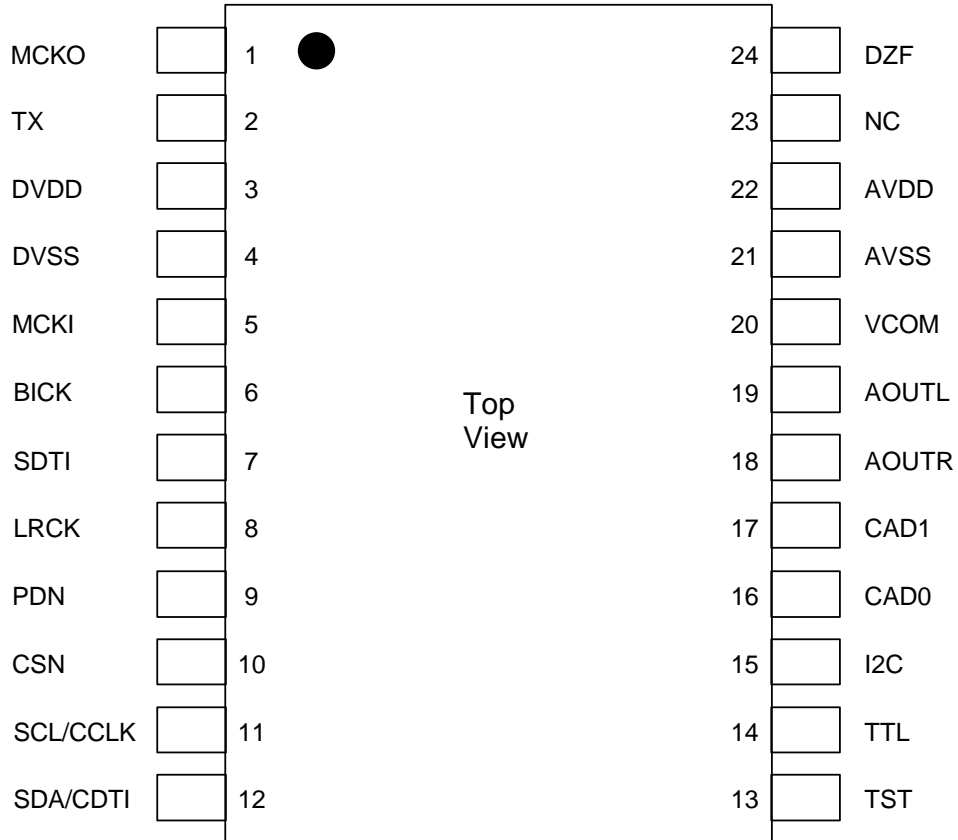 MCKO 1 24 DZF
TX 2 23 NC
DVDD 3 22 AVDD
DVSS 4 21 AVSS
MCKI 5 20 VCOM
BICK 6 19 AOUTL
Top
View
SDTI 7 18 AOUTR
LRCK 8 17 CAD1
PDN 9 16 CAD0
CSN 10 15 I2C
SCL/CCLK 11 14 TTL
SDA/CDTI 12 13 TST